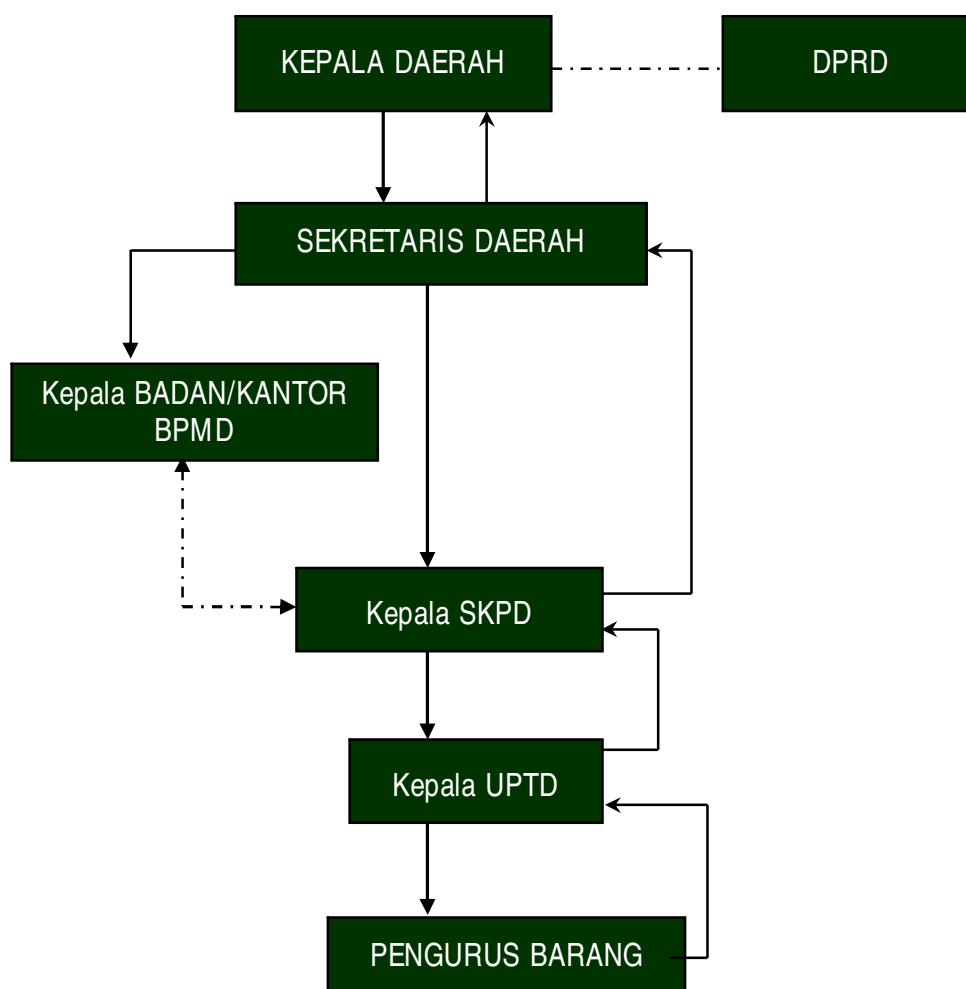 KEPALA DAERAH
DPRD
SEKRETARIS DAERAH
Kepala BADAN/KANTOR
BPMD
Kepala SKPD
Kepala UPTD
PENGURUS BARANG